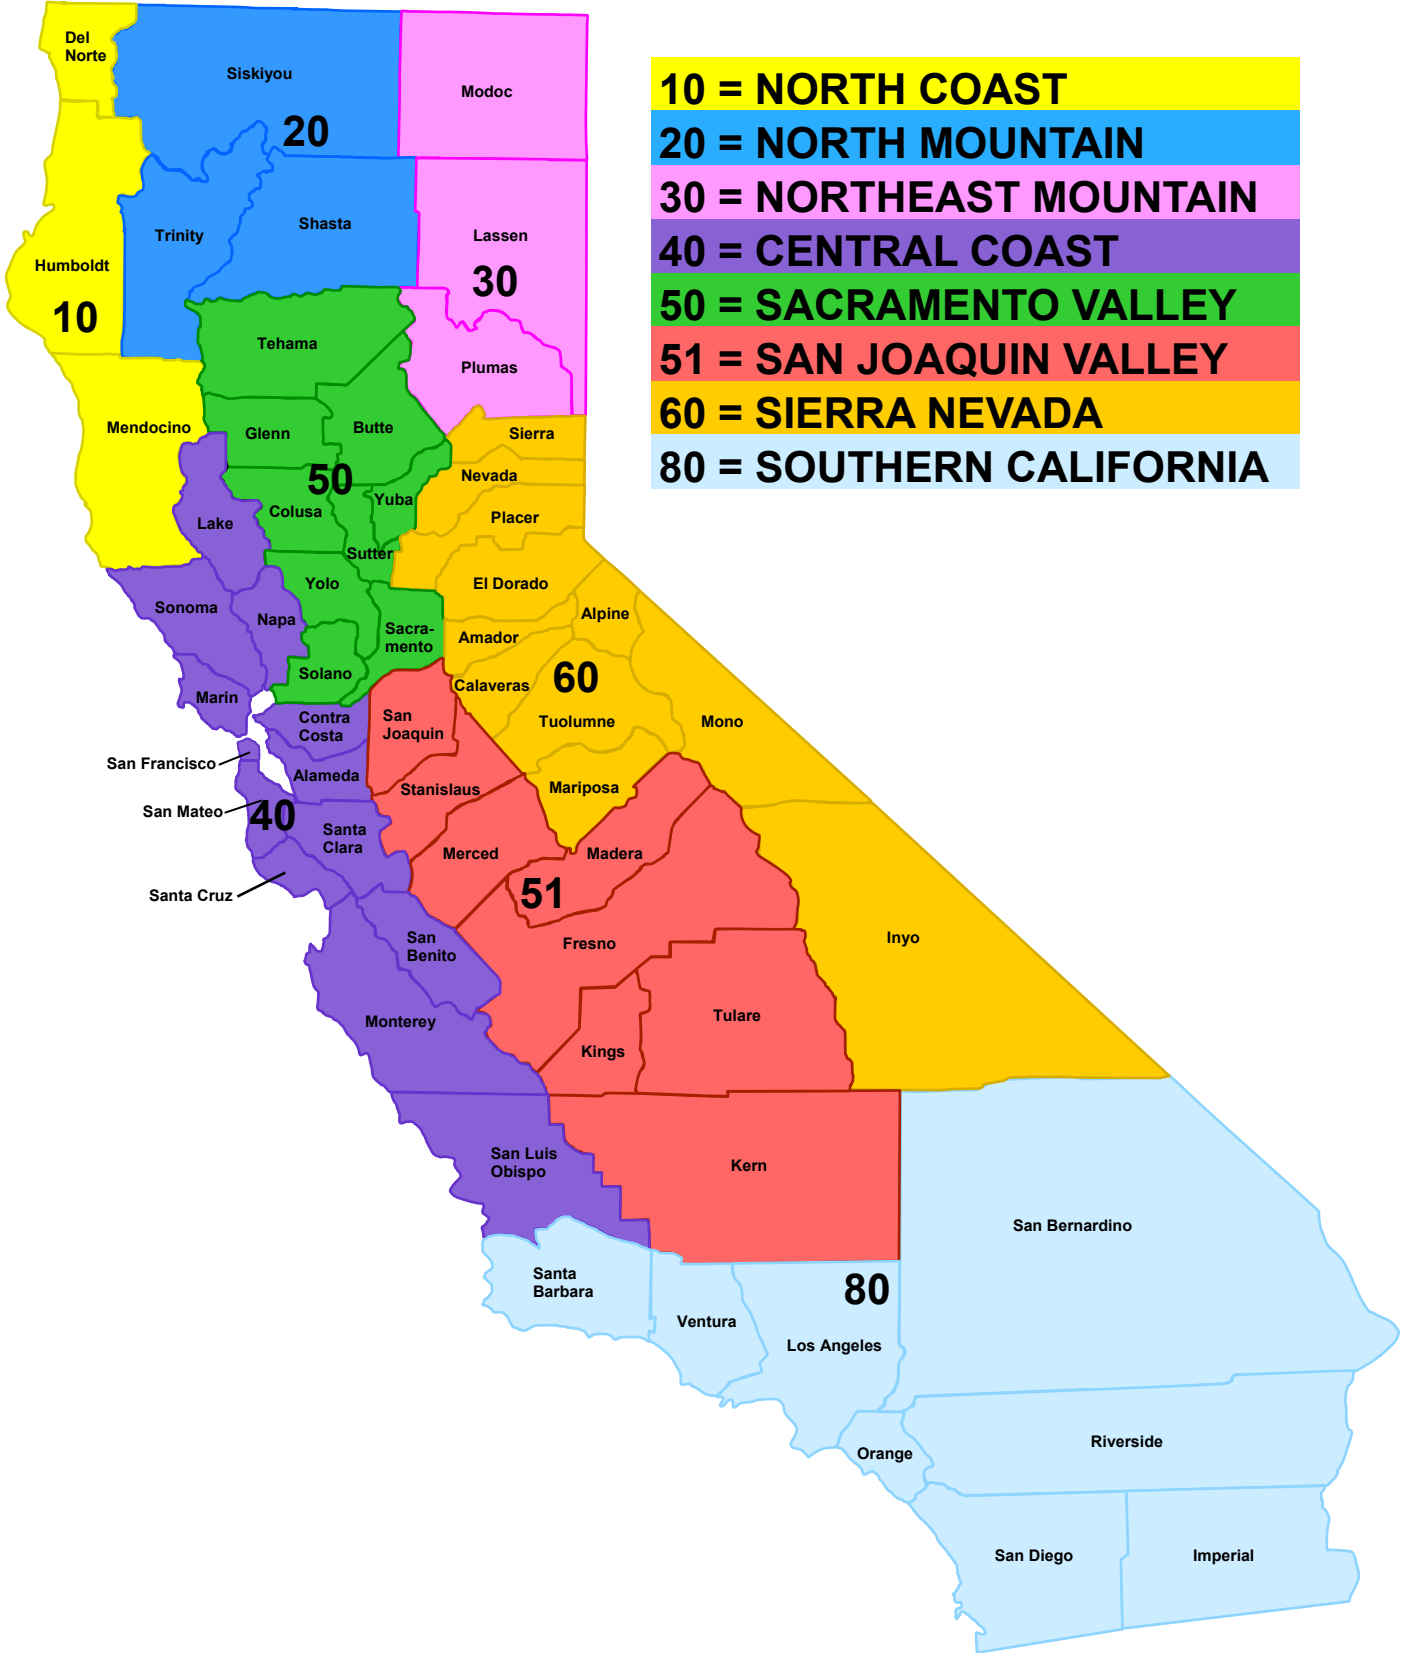 Del
Norte
Siskiyou
Modoc
10 = NORTH COAST
20 = NORTH MOUNTAIN
30 = NORTHEAST MOUNTAIN
40 = CENTRAL COAST
50 = SACRAMENTO VALLEY
51 = SAN JOAQUIN VALLEY
60 = SIERRA NEVADA
80 = SOUTHERN CALIFORNIA
20
Trinity
Shasta
Lassen
Humboldt
30
10
Tehama
Plumas
Mendocino
Glenn
Butte
Sierra
50
Nevada
Yuba
Colusa
Placer
Lake
Sutter
Yolo
El Dorado
Sonoma
Napa
Alpine
Sacra-
mento
Amador
Solano
Calaveras
60
Marin
Contra
Costa
San
Joaquin
Tuolumne
Mono
San Francisco
Alameda
Stanislaus
Mariposa
San Mateo
40
Santa
Clara
Merced
Madera
Santa Cruz
51
San
Benito
Fresno
Inyo
Monterey
Tulare
Kings
San Luis
Obispo
Kern
San Bernardino
Santa
Barbara
80
Ventura
Los Angeles
Orange
Riverside
San Diego
Imperial